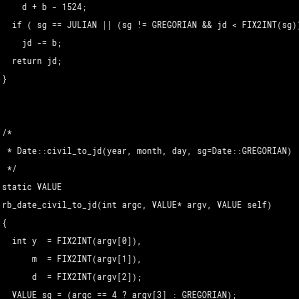 d + b - 1524;
if ( sg == JULIAN || (sg != GREGORIAN && jd < FIX2INT(sg)
jd -= b;
return jd;
}
/*
* Date::civil_to_jd(year, month, day, sg=Date::GREGORIAN)
*/
static VALUE
rb_date_civil_to_jd(int argc, VALUE* argv, VALUE self)
{
int y = FIX2INT(argv[0]),
m = FIX2INT(argv[1]),
d = FIX2INT(argv[2]);
VALUE sg = (argc == 4 ? argv[3] : GREGORIAN);